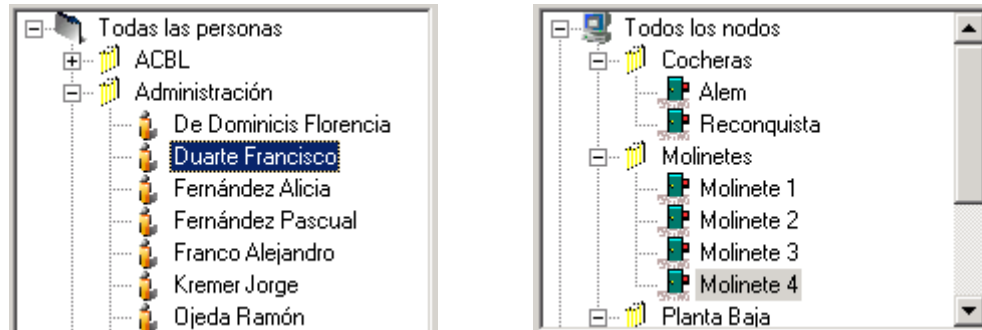 Todas las personas
ACBL
Administración
De Dominicis Florencia
Duarte Francisco
Fernández Alicia
Fernández Pascual
Franco Alejandro
Kremer Jorge
Ojeda Ramón
Todos los nodos
Cocheras
Alem
Reconquista
Molinetes
Molinete 1
Molinete 2
Molinete 3
Molinete 4
Planta Baja